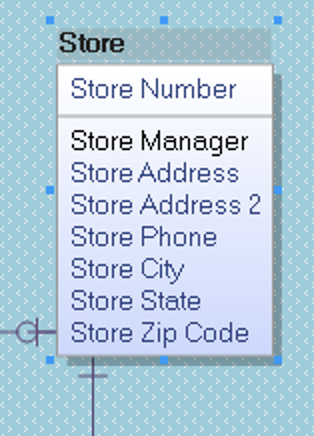 Store
Store Number
Store Manager
Store Address
Store Address 2
Store Phone
Store City
Store State
Store Zip Code